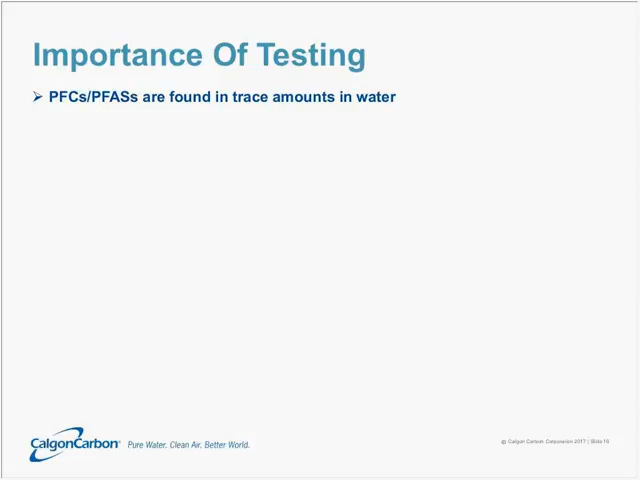 Importance Of Testing
➢ PFCs/PFASs are found in trace amounts in water
CalgonCarbon® Pure Water. Clean Air. Better World.
© Calgon Carbon Corporation 2017 | Slide 16